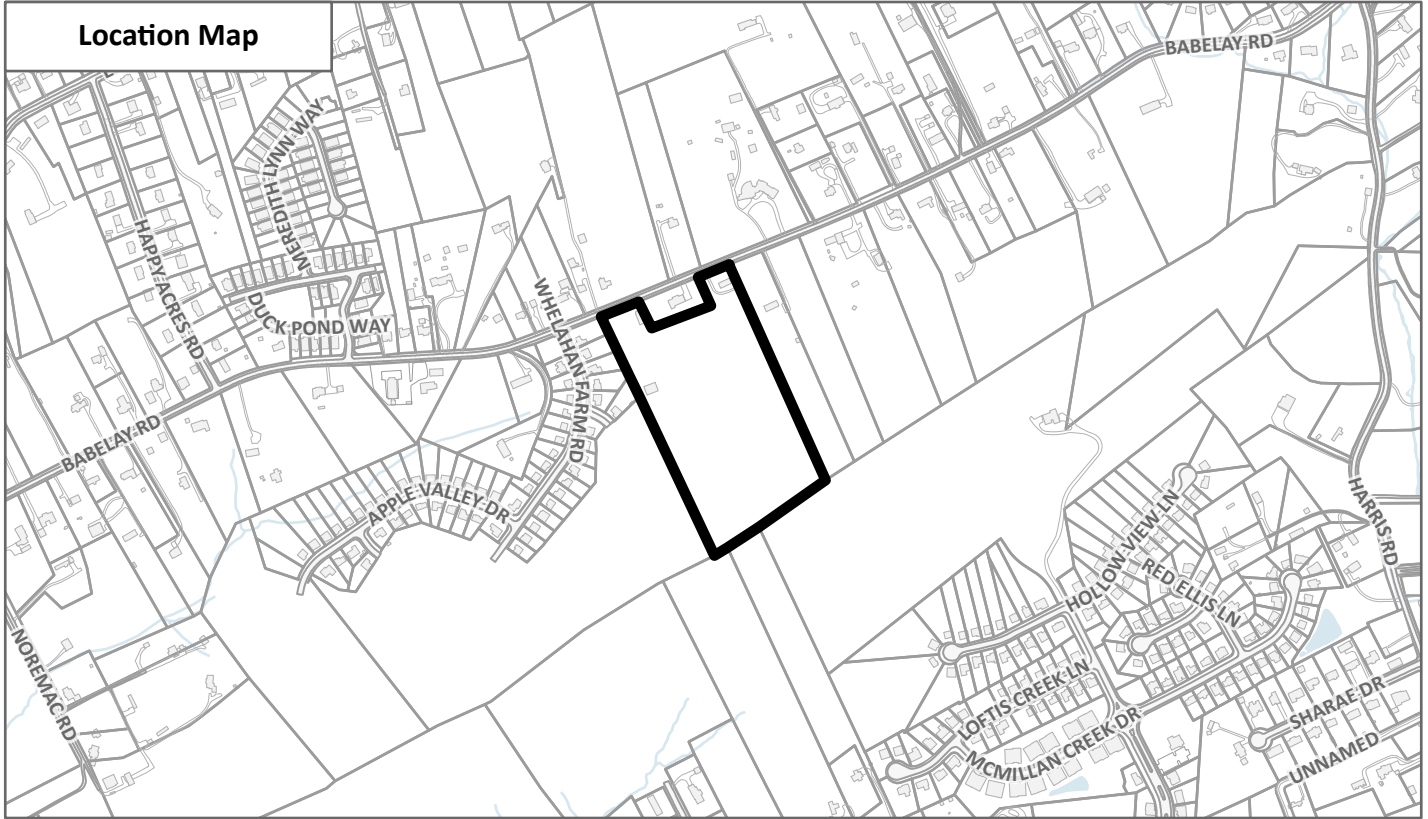 Location Map
BABELAY RD
MEREDITH LYNN WAY
HAPPY ACRES RD
DUCK POND WAY
WHELAHAN FARM RD
BABELAY RD
APPLE VALLEY DR
HARRIS RD
HOLLOW VIEW LN
RED ELLIS LN
NOREMAC RD
LOFTIS CREEK LN
SHARAE DR
MCMILLAN CREEK DR
UNNAMED